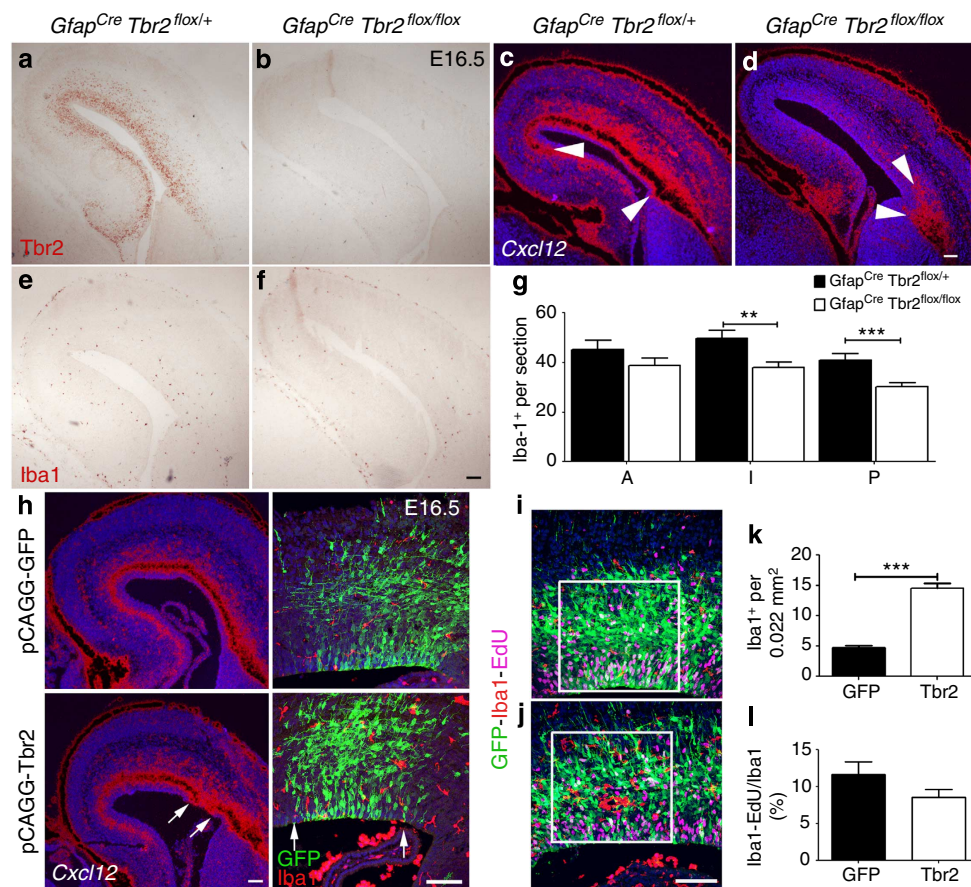 Gfap^Cre Tbr2^flox/+
Gfap^Cre Tbr2^flox/flox
Gfap^Cre Tbr2^flox/+
Gfap^Cre Tbr2^flox/flox
a
Tbr2
b
E16.5
c
Cxcl12
d
e
Iba1
f
g
Gfap^Cre Tbr2^flox/+
Gfap^Cre Tbr2^flox/flox
Iba-1⁺ per section
60
40
20
0
**
***
A
I
P
h
pCAGG-GFP
E16.5
pCAGG-Tbr2
Cxcl12
GFP
Iba1
GFP-Iba1-EdU
i
j
k
Iba1⁺ per
0.022 mm²
20
15
10
5
0
***
GFP
Tbr2
l
Iba1-EdU/Iba1
(%)
15
10
5
0
GFP
Tbr2